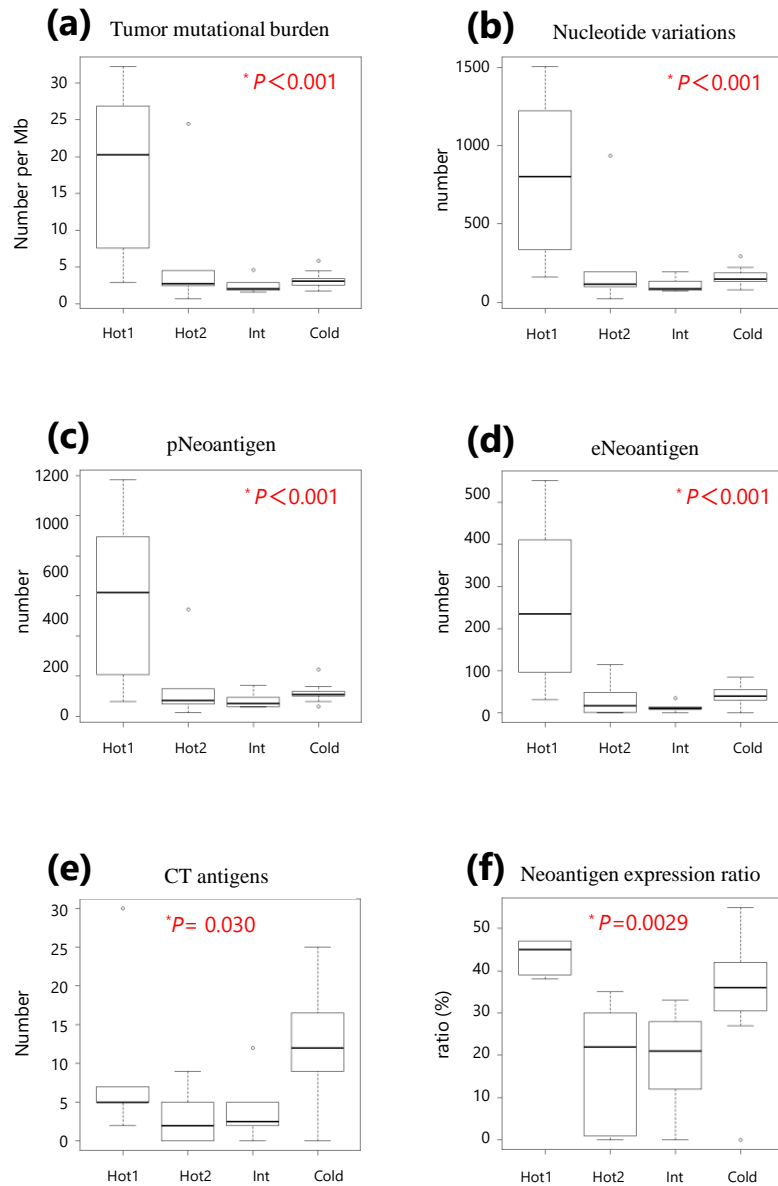 (a) Tumor mutational burden
* P<0.001
Number per Mb
30
25
20
15
10
5
0
Hot1 Hot2 Int Cold
(b) Nucleotide variations
* P<0.001
number
1500
1000
500
0
Hot1 Hot2 Int Cold
(c) pNeoantigen
* P<0.001
number
1200
1000
600
400
200
0
Hot1 Hot2 Int Cold
(d) eNeoantigen
* P<0.001
number
500
400
300
200
100
0
Hot1 Hot2 Int Cold
(e) CT antigens
*P= 0.030
Number
30
25
20
15
10
5
0
Hot1 Hot2 Int Cold
(f) Neoantigen expression ratio
* P=0.0029
ratio (%)
50
40
30
20
10
0
Hot1 Hot2 Int Cold